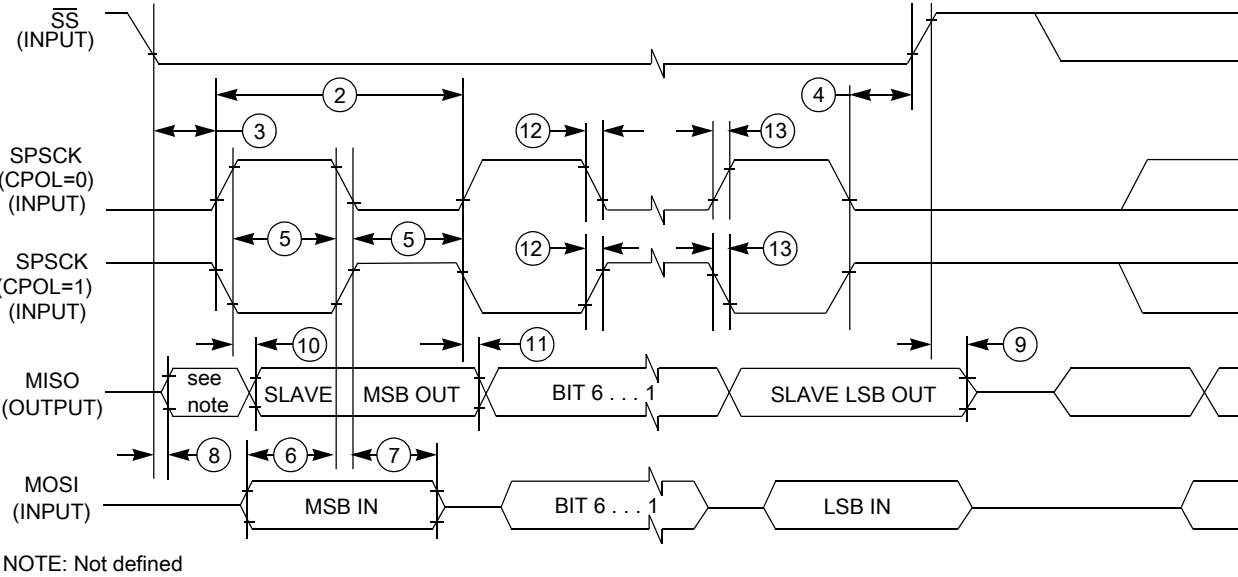 SS
(INPUT)
2
4
3
12
13
SPSCK
(CPOL=0)
(INPUT)
5
5
12
13
SPSCK
(CPOL=1)
(INPUT)
10
11
9
MISO
(OUTPUT)
see
note
SLAVE
MSB OUT
BIT 6 . . . 1
SLAVE LSB OUT
8
6
7
MOSI
(INPUT)
MSB IN
BIT 6 . . . 1
LSB IN
NOTE: Not defined